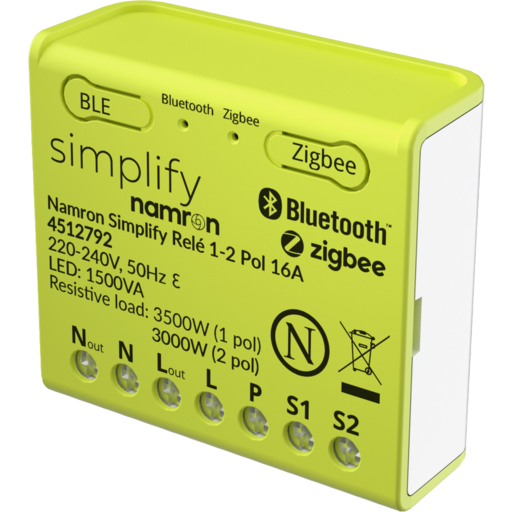 BLE
Bluetooth Zigbee
Zigbee
simplify
namron
Bluetooth™
zigbee
Namron Simplify Relé 1-2 Pol 16A
4512792
220-240V, 50Hz
LED: 1500VA
Resistive load: 3500W (1 pol)
3000W (2 pol)
N
Nout N Lout L P S1 S2